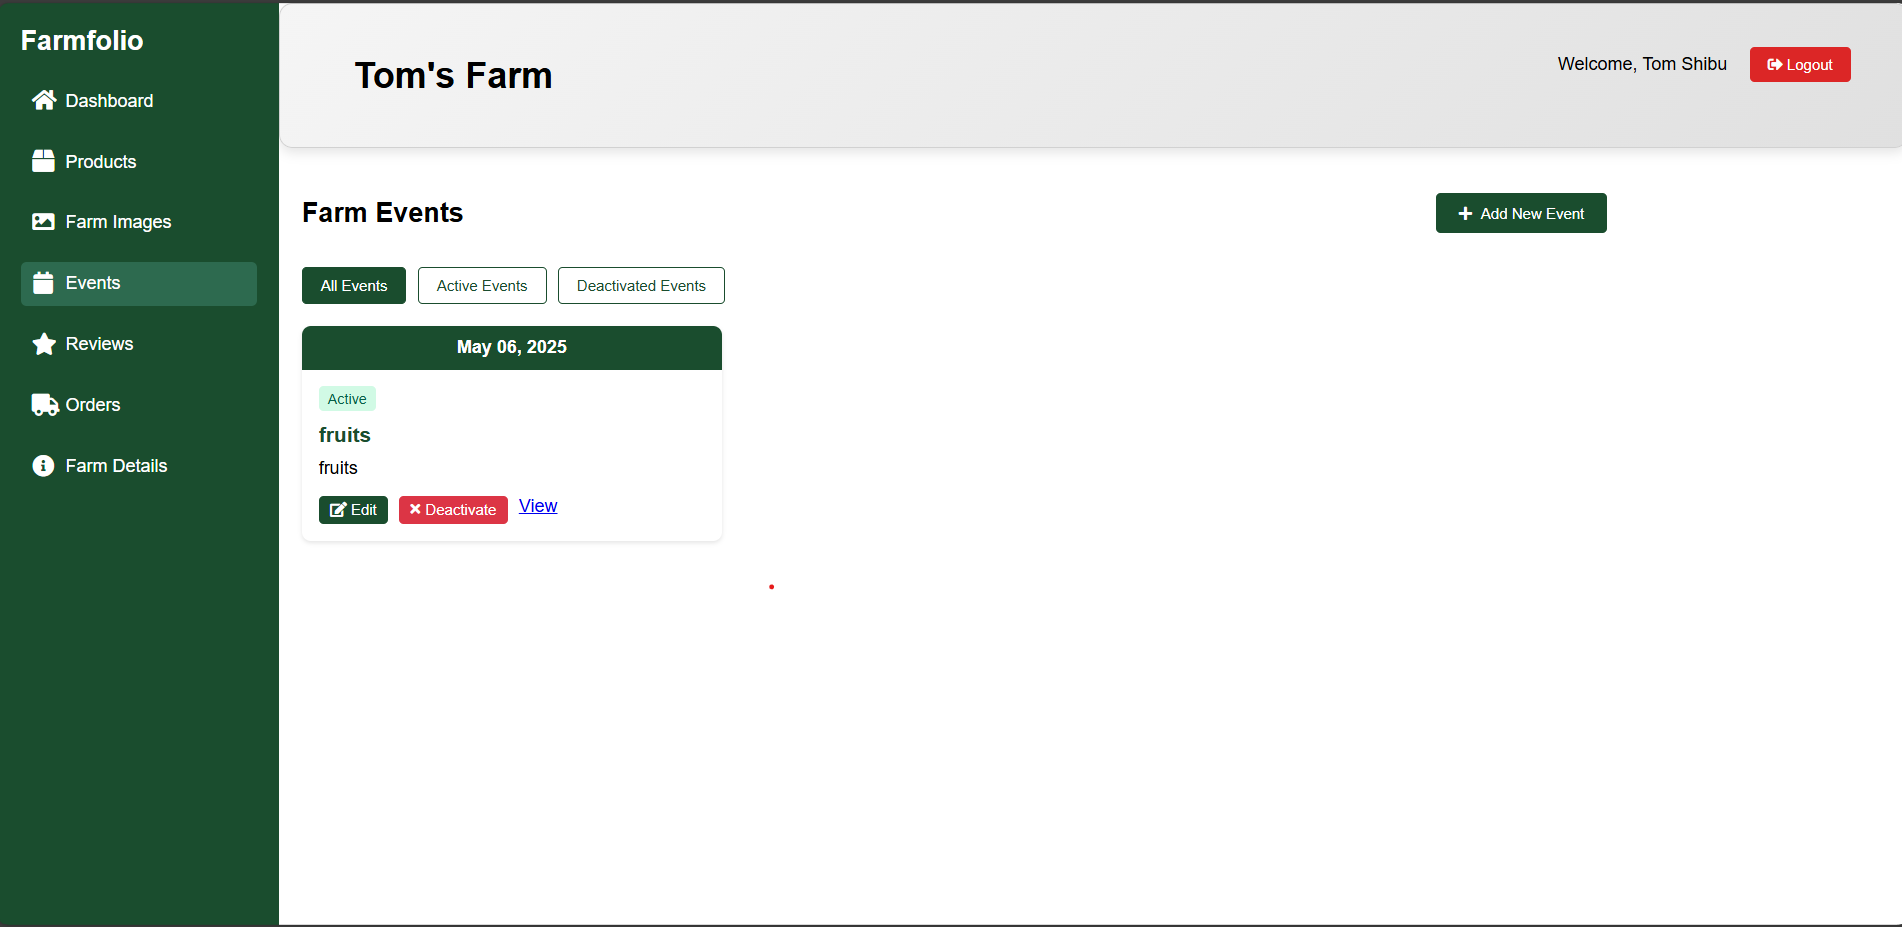 Farmfolio
Dashboard
Products
Farm Images
Events
Reviews
Orders
Farm Details
Tom's Farm
Welcome, Tom Shibu
Logout
Farm Events
Add New Event
All Events
Active Events
Deactivated Events
May 06, 2025
Active
fruits
fruits
Edit
Deactivate
View